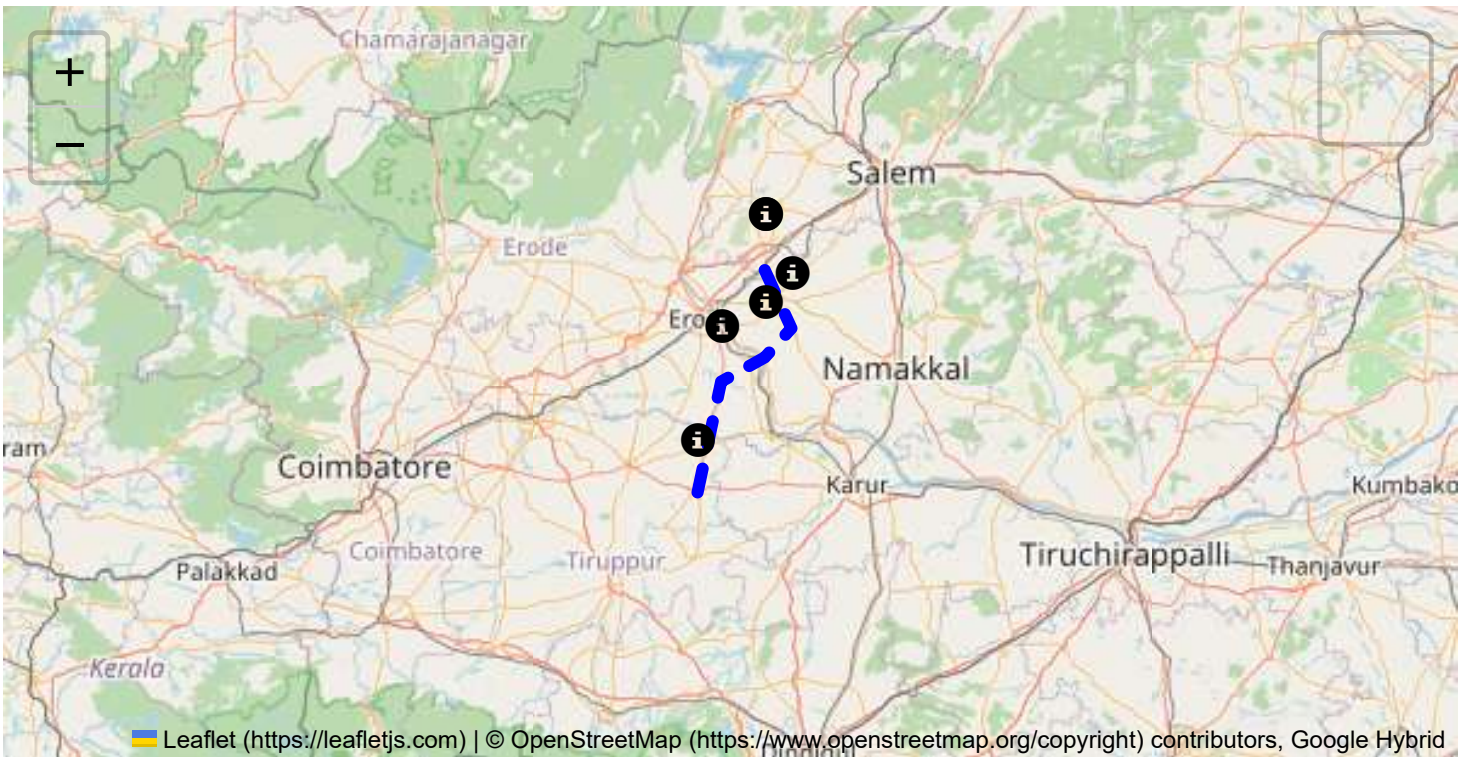 Chamarajanagar
+
−
Salem
Erode
Ero
Namakkal
ram
Coimbatore
Karur
Kumbako
Coimbatore
Tiruppur
Tiruchirappalli
Palakkad
Thanjavur
Kerala
Leaflet (https://leafletjs.com) | © OpenStreetMap (https://www.openstreetmap.org/copyright) contributors, Google Hybrid